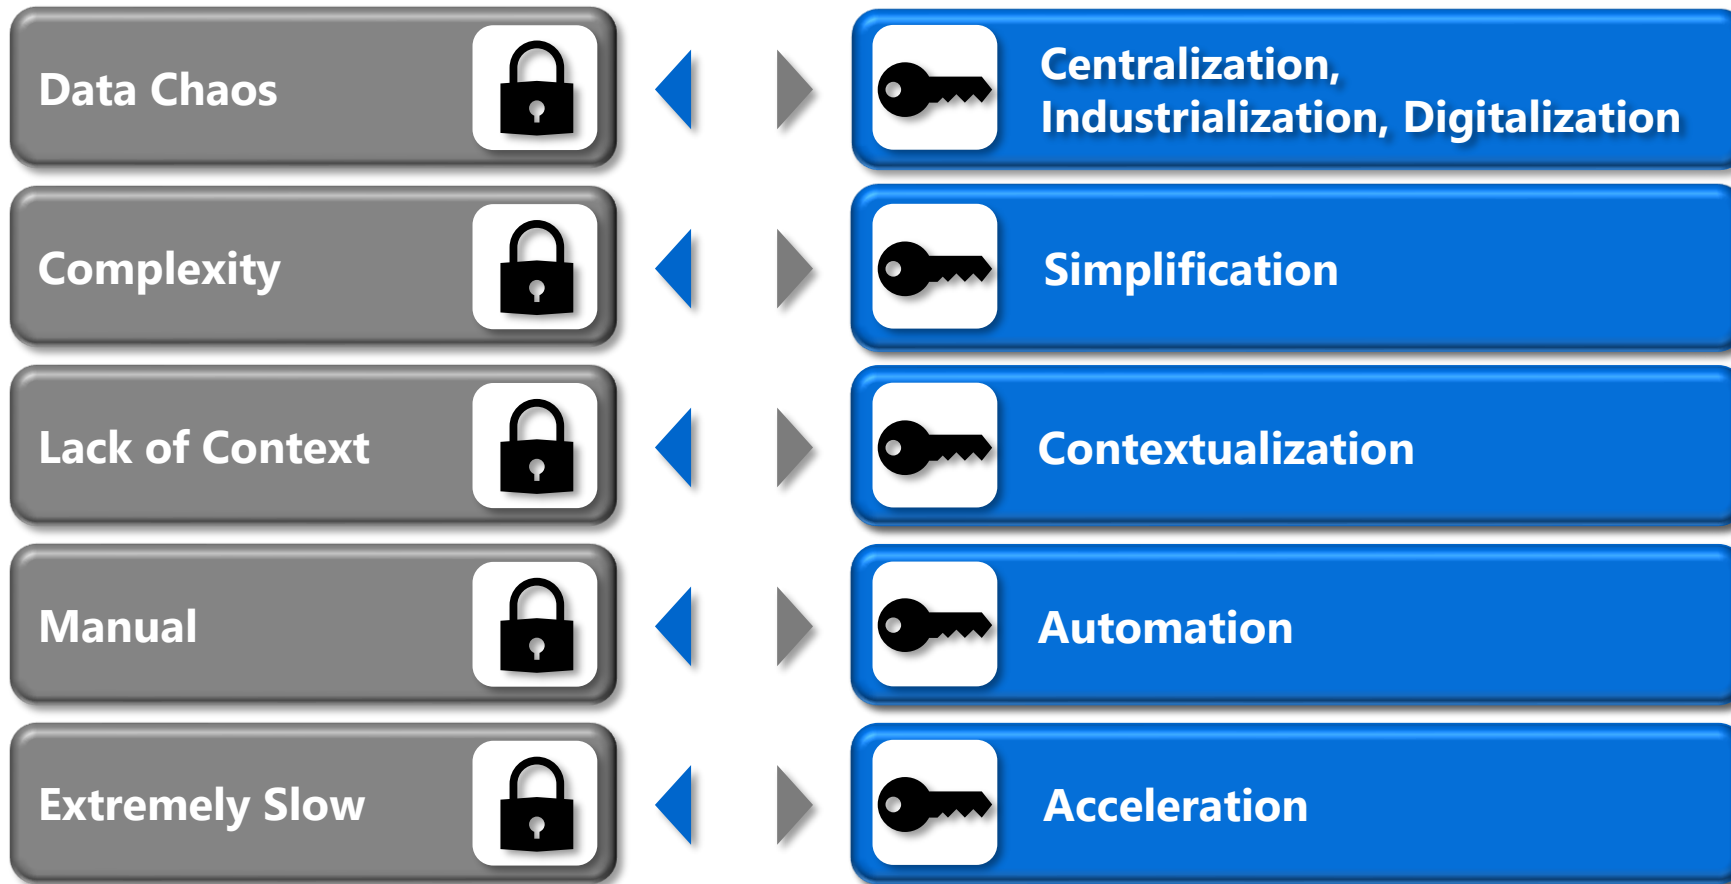 Data Chaos
Centralization,
Industrialization, Digitalization
Complexity
Simplification
Lack of Context
Contextualization
Manual
Automation
Extremely Slow
Acceleration